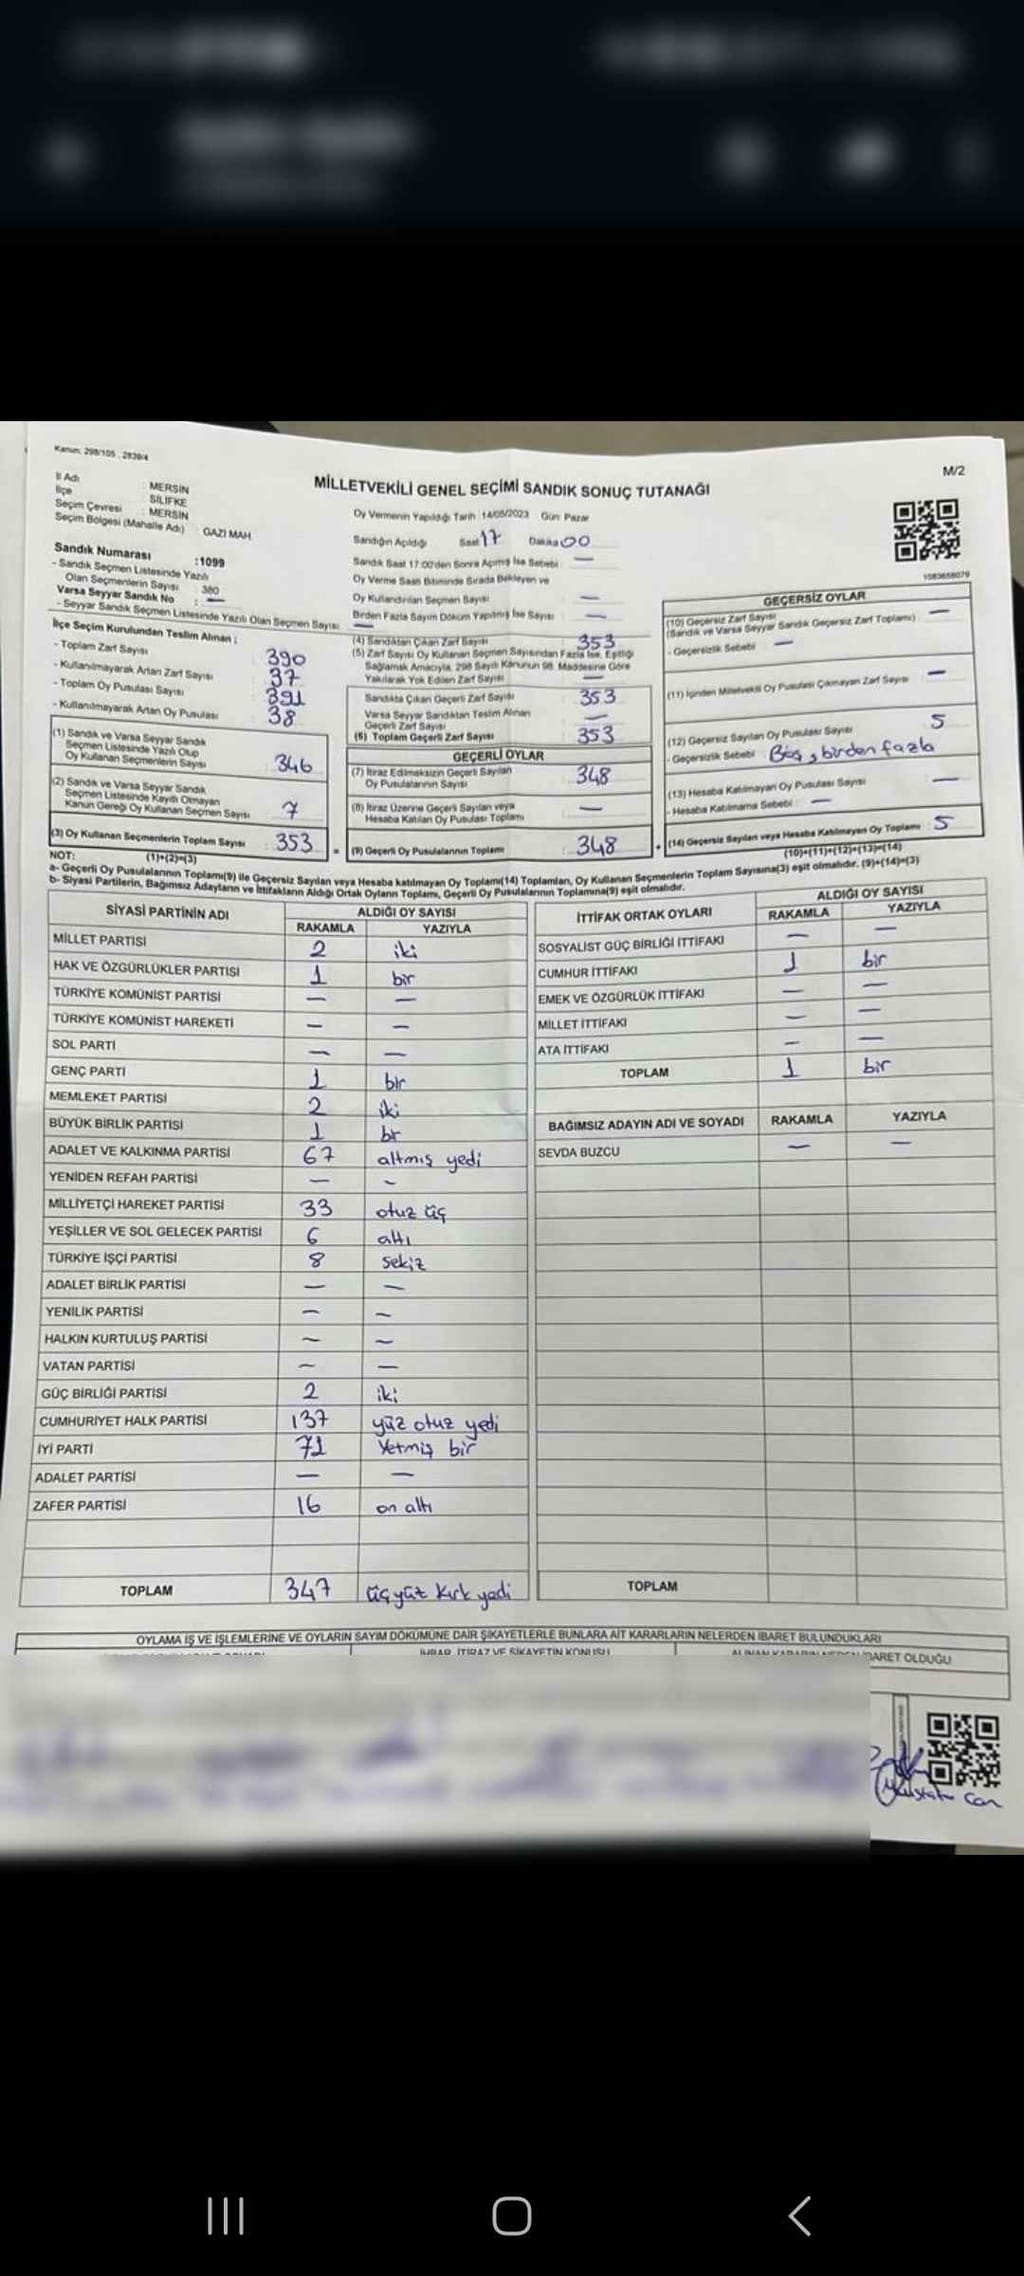 Kanun: 298/105 , 2839/4
M/2
MİLLETVEKİLİ GENEL SEÇİMİ SANDIK SONUÇ TUTANAĞI
İl Adı : MERSİN
İlçe : SİLİFKE
Seçim Çevresi : MERSİN
Seçim Bölgesi (Mahalle Adı) : GAZİ MAH.
Sandık Numarası :1099
- Sandık Seçmen Listesinde Yazılı
Olan Seçmenlerin Sayısı : 380
Varsa Seyyar Sandık No : —
- Seyyar Sandık Seçmen Listesinde Yazılı Olan Seçmen Sayısı: —
İlçe Seçim Kurulundan Teslim Alınan :
- Toplam Zarf Sayısı 390
- Kullanılmayarak Artan Zarf Sayısı 37
- Toplam Oy Pusulası Sayısı 391
- Kullanılmayarak Artan Oy Pusulası 38
(1) Sandık ve Varsa Seyyar Sandık
Seçmen Listesinde Yazılı Olup
Oy Kullanan Seçmenlerin Sayısı 346
(2) Sandık ve Varsa Seyyar Sandık
Seçmen Listesinde Kayıtlı Olmayan
Kanun Gereği Oy Kullanan Seçmen Sayısı 7
(3) Oy Kullanan Seçmenlerin Toplam Sayısı : 353 =
(1)+(2)=(3)
Oy Vermenin Yapıldığı Tarih : 14/05/2023 Gün: Pazar
Sandığın Açıldığı Saat 17 Dakika 00
Sandık Saat 17:00'den Sonra Açımış İse Sebebi : —
Oy Verme Saati Bitiminde Sırada Bekleyen ve
Oy Kullandırılan Seçmen Sayısı —
Birden Fazla Sayım Döküm Yapılmış İse Sayısı : —
(4) Sandıktan Çıkan Zarf Sayısı : 353
(5) Zarf Sayısı Oy Kullanan Seçmen Sayısından Fazla İse, Eşitliği
Sağlamak Amacıyla, 298 Sayılı Kanunun 98. Maddesine Göre
Yakılarak Yok Edilen Zarf Sayısı —
Sandıkta Çıkan Geçerli Zarf Sayısı : 353
Varsa Seyyar Sandıktan Teslim Alınan
Geçerli Zarf Sayısı —
(6) Toplam Geçerli Zarf Sayısı : 353
GEÇERLİ OYLAR
(7) İtiraz Edilmeksizin Geçerli Sayılan
Oy Pusulalarının Sayısı 348
(8) İtiraz Üzerine Geçerli Sayılan veya
Hesaba Katılan Oy Pusulası Toplamı —
(9) Geçerli Oy Pusulalarının Toplamı : 348 +
1083658079
GEÇERSİZ OYLAR
(10) Geçersiz Zarf Sayısı —
(Sandık ve Varsa Seyyar Sandık Geçersiz Zarf Toplamı)
- Geçersizlik Sebebi : —
(11) İçinden Milletvekili Oy Pusulası Çıkmayan Zarf Sayısı —
(12) Geçersiz Sayılan Oy Pusulası Sayısı 5
- Geçersizlik Sebebi Boş, birden fazla
(13) Hesaba Katılmayan Oy Pusulası Sayısı —
- Hesaba Katılmama Sebebi : —
(14) Geçersiz Sayılan veya Hesaba Katılmayan Oy Toplamı : 5
(10)+(11)+(12)+(13)=(14)
NOT:
a- Geçerli Oy Pusulalarının Toplamı(9) ile Geçersiz Sayılan veya Hesaba katılmayan Oy Toplamı(14) Toplamları, Oy Kullanan Seçmenlerin Toplam Sayısına(3) eşit olmalıdır. (9)+(14)=(3)
b- Siyasi Partilerin, Bağımsız Adayların ve İttifakların Aldığı Ortak Oyların Toplamı, Geçerli Oy Pusulalarının Toplamına(9) eşit olmalıdır.
SİYASİ PARTİNİN ADI ALDIĞI OY SAYISI
RAKAMLA YAZIYLA
MİLLET PARTİSİ 2 iki
HAK VE ÖZGÜRLÜKLER PARTİSİ 1 bir
TÜRKİYE KOMÜNİST PARTİSİ — —
TÜRKİYE KOMÜNİST HAREKETİ — —
SOL PARTİ — —
GENÇ PARTİ 1 bir
MEMLEKET PARTİSİ 2 iki
BÜYÜK BİRLİK PARTİSİ 1 br
ADALET VE KALKINMA PARTİSİ 67 altmış yedi
YENİDEN REFAH PARTİSİ — —
MİLLİYETÇİ HAREKET PARTİSİ 33 otuz üç
YEŞİLLER VE SOL GELECEK PARTİSİ 6 altı
TÜRKİYE İŞÇİ PARTİSİ 8 sekiz
ADALET BİRLİK PARTİSİ — —
YENİLİK PARTİSİ — —
HALKIN KURTULUŞ PARTİSİ — —
VATAN PARTİSİ — —
GÜÇ BİRLİĞİ PARTİSİ 2 iki
CUMHURİYET HALK PARTİSİ 137 yüz otuz yedi
İYİ PARTİ 71 Yetmiş bir
ADALET PARTİSİ — —
ZAFER PARTİSİ 16 on altı
TOPLAM 347 üçyüz kırk yedi
İTTİFAK ORTAK OYLARI ALDIĞI OY SAYISI
RAKAMLA YAZIYLA
SOSYALİST GÜÇ BİRLİĞİ İTTİFAKI — —
CUMHUR İTTİFAKI 1 bir
EMEK VE ÖZGÜRLÜK İTTİFAKI — —
MİLLET İTTİFAKI — —
ATA İTTİFAKI — —
TOPLAM 1 bir
BAĞIMSIZ ADAYIN ADI VE SOYADI RAKAMLA YAZIYLA
SEVDA BUZCU — —
TOPLAM
OYLAMA İŞ VE İŞLEMLERİNE VE OYLARIN SAYIM DÖKÜMÜNE DAİR ŞİKAYETLERLE BUNLARA AİT KARARLARIN NELERDEN İBARET BULUNDUKLARI
İHBAR, İTİRAZ VE ŞİKAYETİN KONUSU
ALINAN KARARIN NEDEN İBARET OLDUĞU
Can